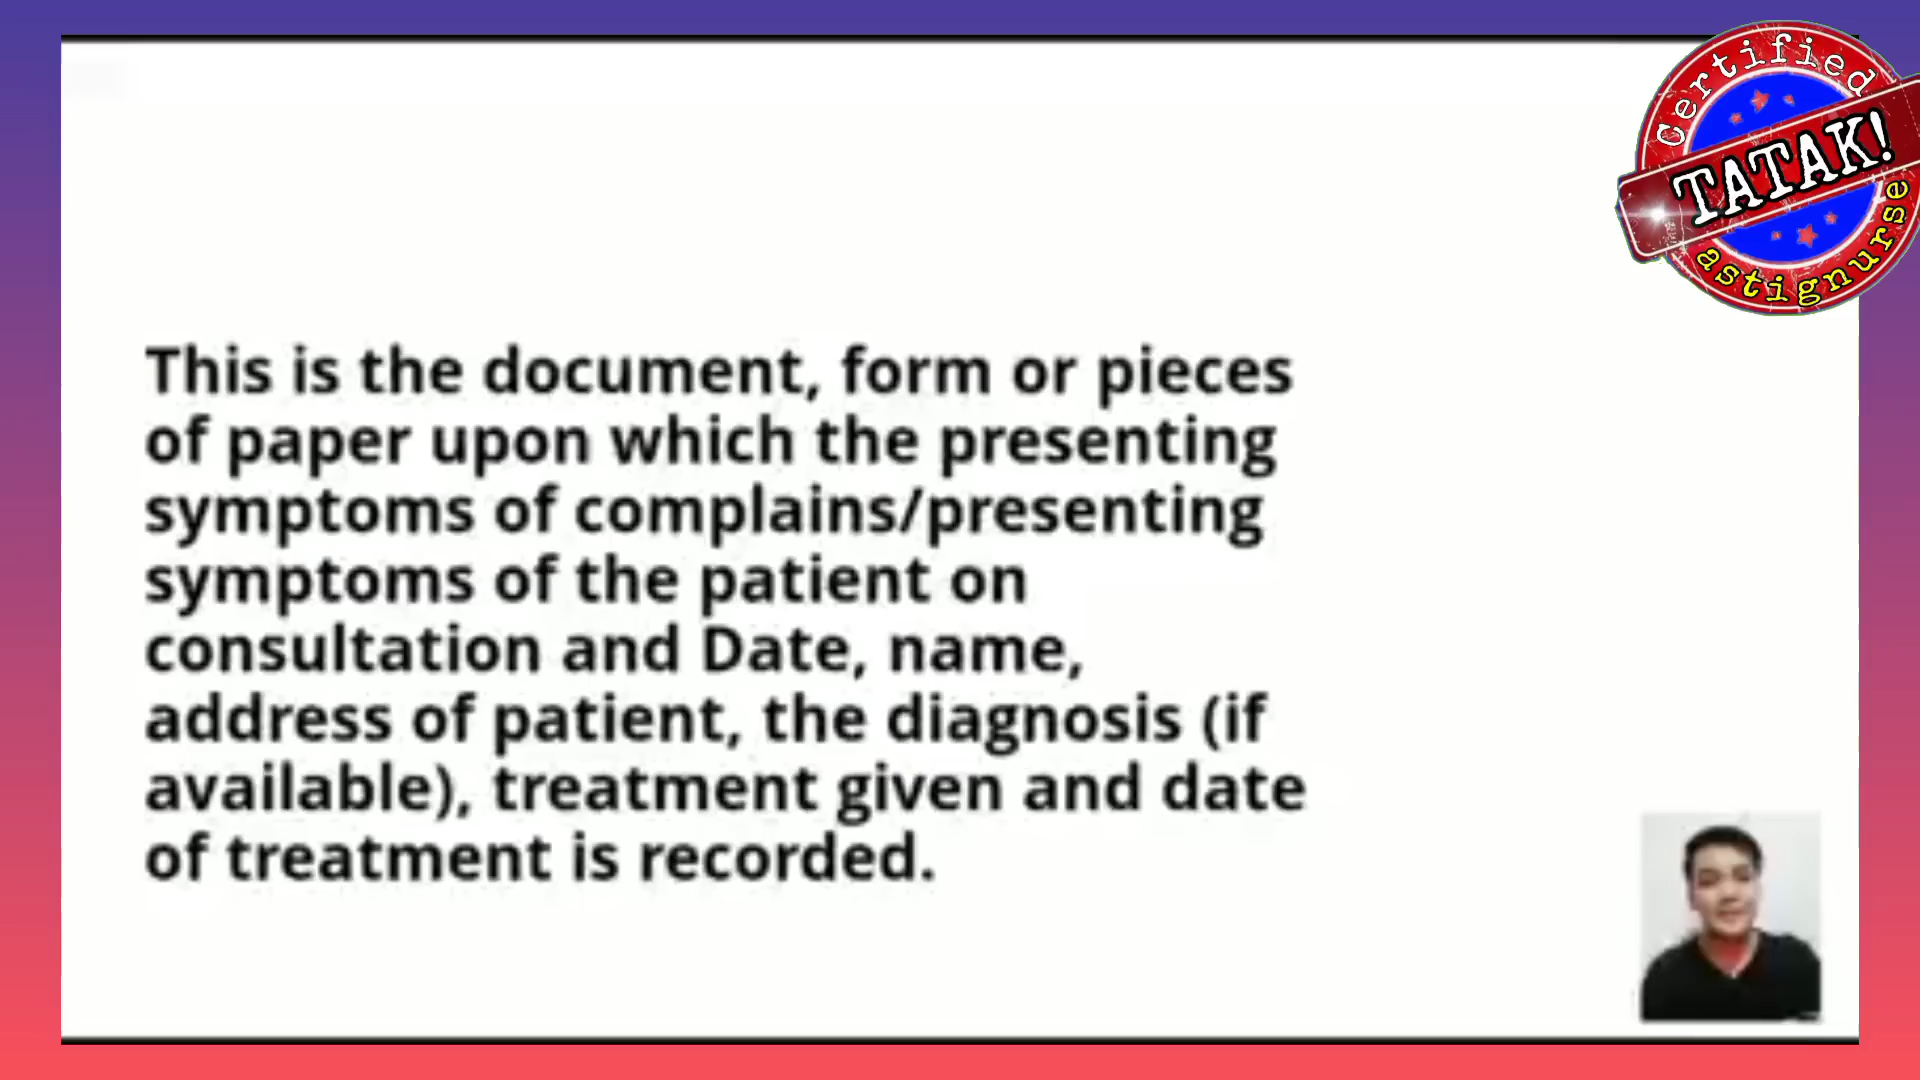 Certified
TATAK!
astignurse
This is the document, form or pieces
of paper upon which the presenting
symptoms of complains/presenting
symptoms of the patient on
consultation and Date, name,
address of patient, the diagnosis (if
available), treatment given and date
of treatment is recorded.